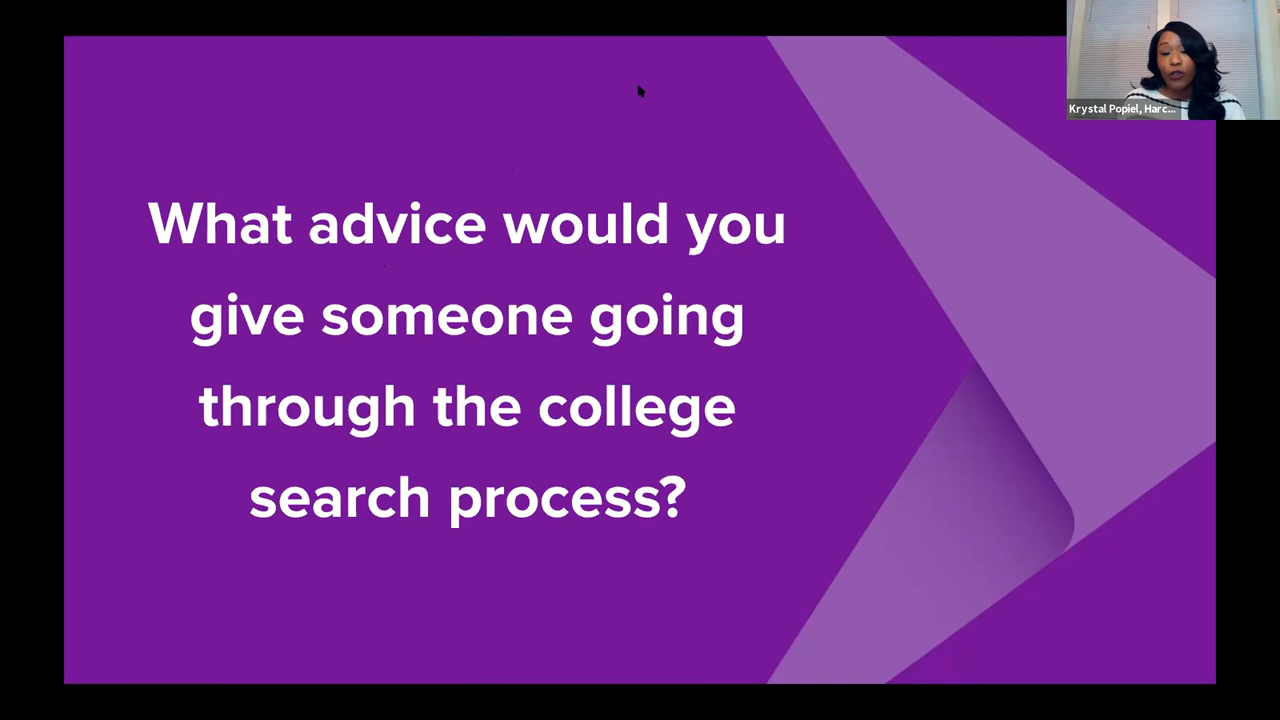 Krystal Popiel, Harc...
What advice would you
give someone going
through the college
search process?